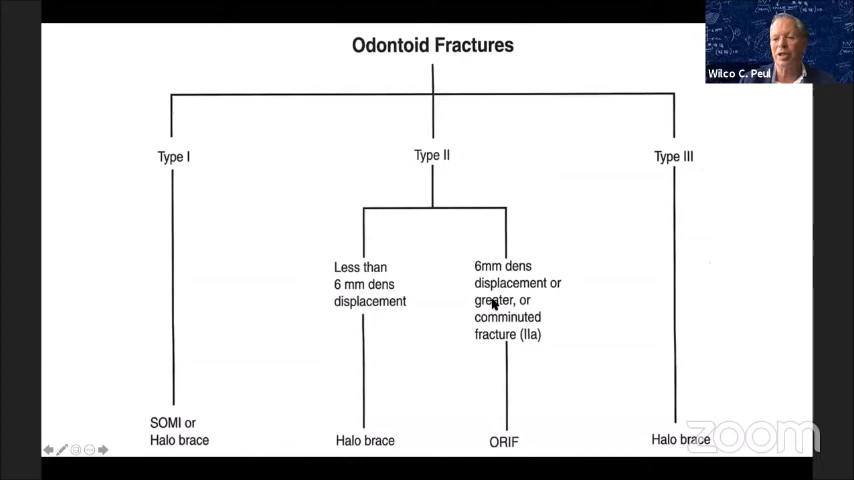 Odontoid Fractures
Wilco C. Peul
Type I
Type II
Type III
Less than
6 mm dens
displacement
6mm dens
displacement or
greater, or
comminuted
fracture (IIa)
SOMI or
Halo brace
Halo brace
ORIF
Halo brace
zoom